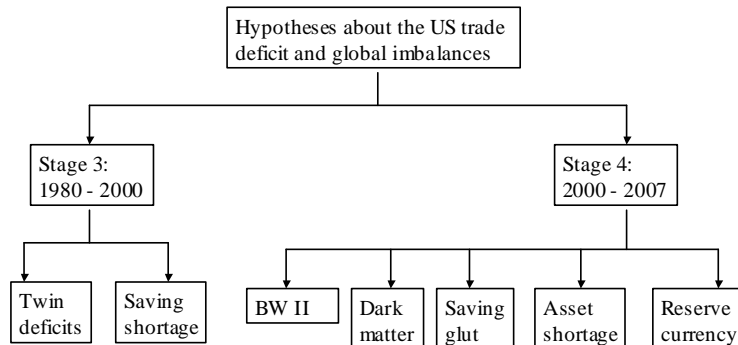 Hypotheses about the US trade
deficit and global imbalances
Stage 3:
1980 - 2000
Stage 4:
2000 - 2007
Twin
deficits
Saving
shortage
BW II
Dark
matter
Saving
glut
Asset
shortage
Reserve
currency